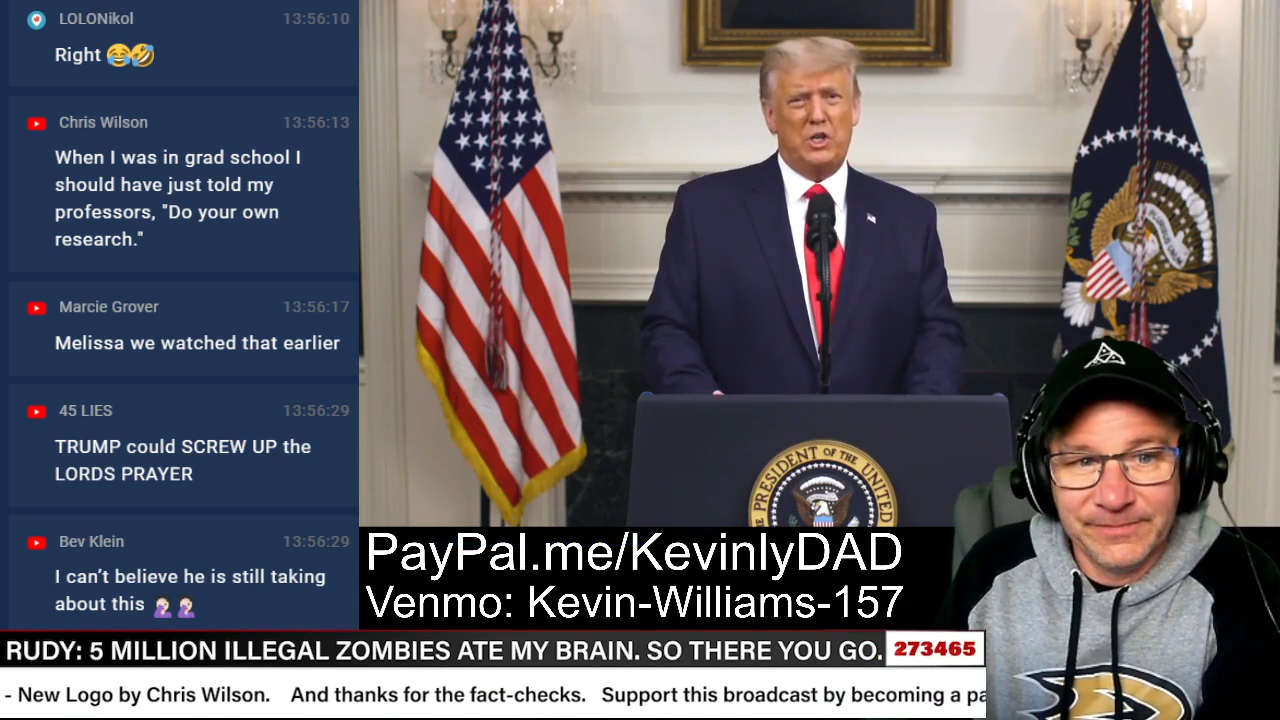 LOLONikol 13:56:10
Right 😂🤣
Chris Wilson 13:56:13
When I was in grad school I
should have just told my
professors, "Do your own
research."
Marcie Grover 13:56:17
Melissa we watched that earlier
45 LIES 13:56:29
TRUMP could SCREW UP the
LORDS PRAYER
Bev Klein 13:56:29
I can’t believe he is still taking
about this 🤦🏻‍♀️🤦🏻‍♀️
PRESIDENT OF THE UNITED
PayPal.me/KevinlyDAD
Venmo: Kevin-Williams-157
RUDY: 5 MILLION ILLEGAL ZOMBIES ATE MY BRAIN. SO THERE YOU GO. 273465
- New Logo by Chris Wilson. And thanks for the fact-checks. Support this broadcast by becoming a pa